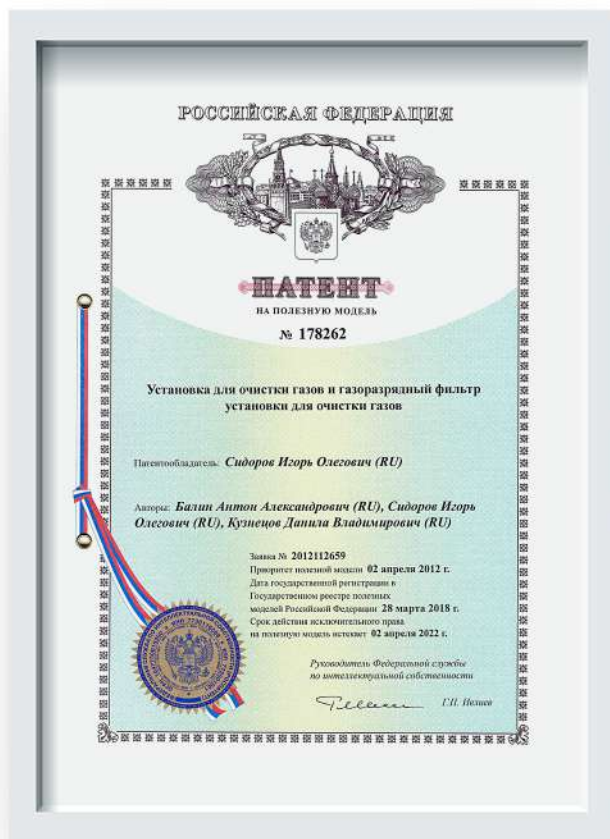 РОССИЙСКАЯ ФЕДЕРАЦИЯ
ПАТЕНТ
НА ПОЛЕЗНУЮ МОДЕЛЬ
№ 178262
Установка для очистки газов и газоразрядный фильтр
установки для очистки газов
Патентообладатель: Сидоров Игорь Олегович (RU)
Авторы: Балин Антон Александрович (RU), Сидоров Игорь
Олегович (RU), Кузнецов Данила Владимирович (RU)
Заявка № 2012112659
Приоритет полезной модели 02 апреля 2012 г.
Дата государственной регистрации в
Государственном реестре полезных
моделей Российской Федерации 28 марта 2018 г.
Срок действия исключительного права
на полезную модель истекает 02 апреля 2022 г.
Руководитель Федеральной службы
по интеллектуальной собственности
Г.П. Ивлиев